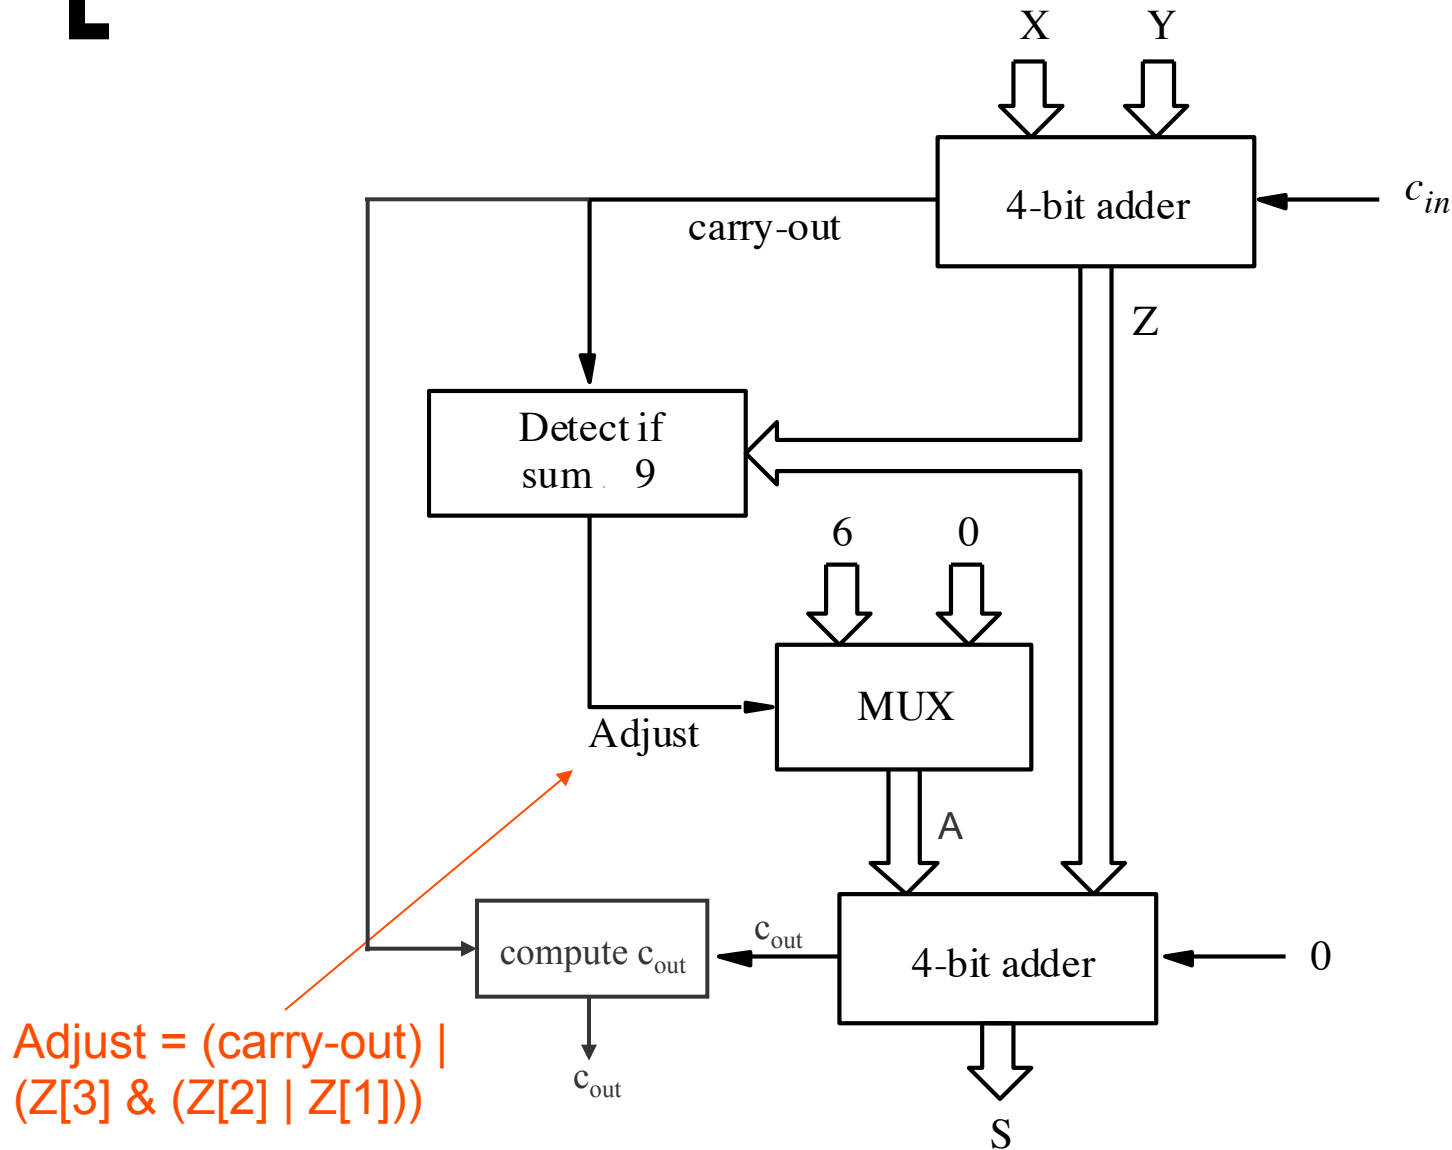 X Y
4-bit adder
c_in
carry-out
Z
Detect if
sum . 9
6 0
MUX
Adjust
A
c_out
compute c_out
4-bit adder
0
Adjust = (carry-out) |
(Z[3] & (Z[2] | Z[1]))
c_out
S